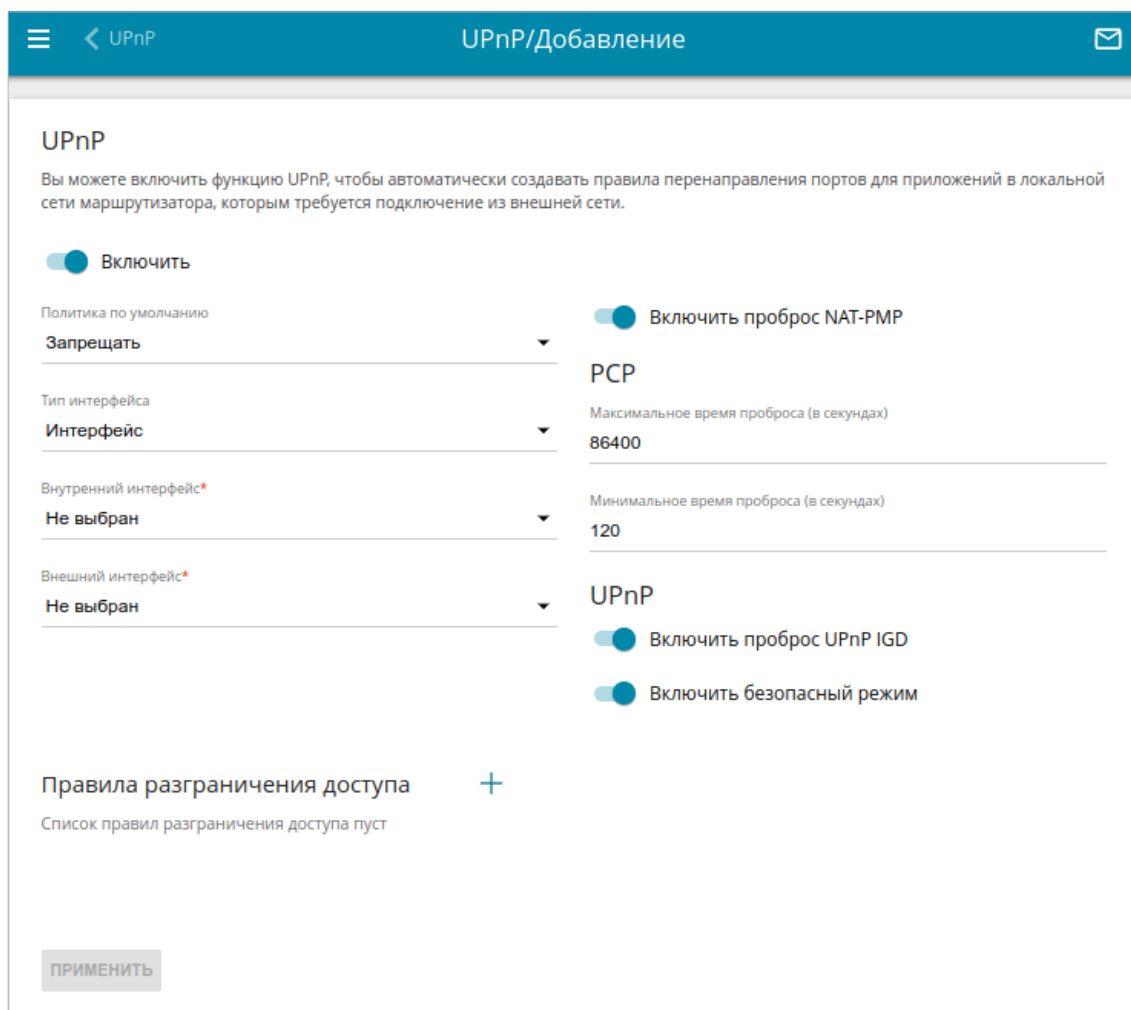 UPnP
UPnP/Добавление
UPnP
Вы можете включить функцию UPnP, чтобы автоматически создавать правила перенаправления портов для приложений в локальной
сети маршрутизатора, которым требуется подключение из внешней сети.
Включить
Политика по умолчанию
Запрещать
Тип интерфейса
Интерфейс
Внутренний интерфейс*
Не выбран
Внешний интерфейс*
Не выбран
Включить проброс NAT-PMP
PCP
Максимальное время проброса (в секундах)
86400
Минимальное время проброса (в секундах)
120
UPnP
Включить проброс UPnP IGD
Включить безопасный режим
Правила разграничения доступа
Список правил разграничения доступа пуст
ПРИМЕНИТЬ